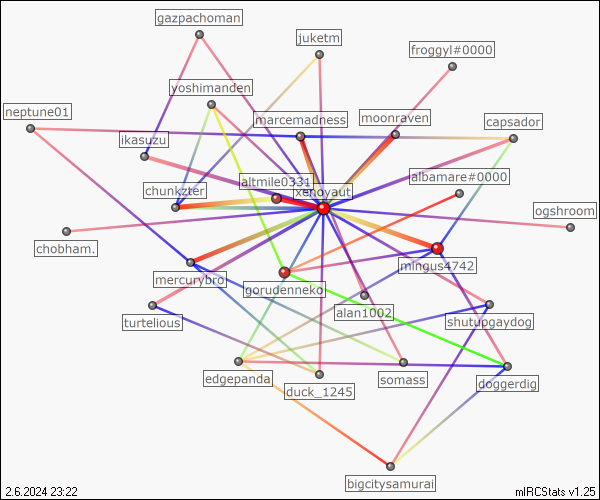 gazpachoman
juketm
froggyl#0000
yoshimanden
neptune01
marcemadness
moonraven
capsador
ikasuzu
chunkzter
altmile0331
xenoyaut
albamare#0000
ogshroom
chobham.
mingus4742
mercurybro
gorudenneko
alan1002
shutupgaydog
turtelious
edgepanda
duck_1245
somass
doggerdig
bigcitysamurai
2.6.2024 23:22
mIRCStats v1.25